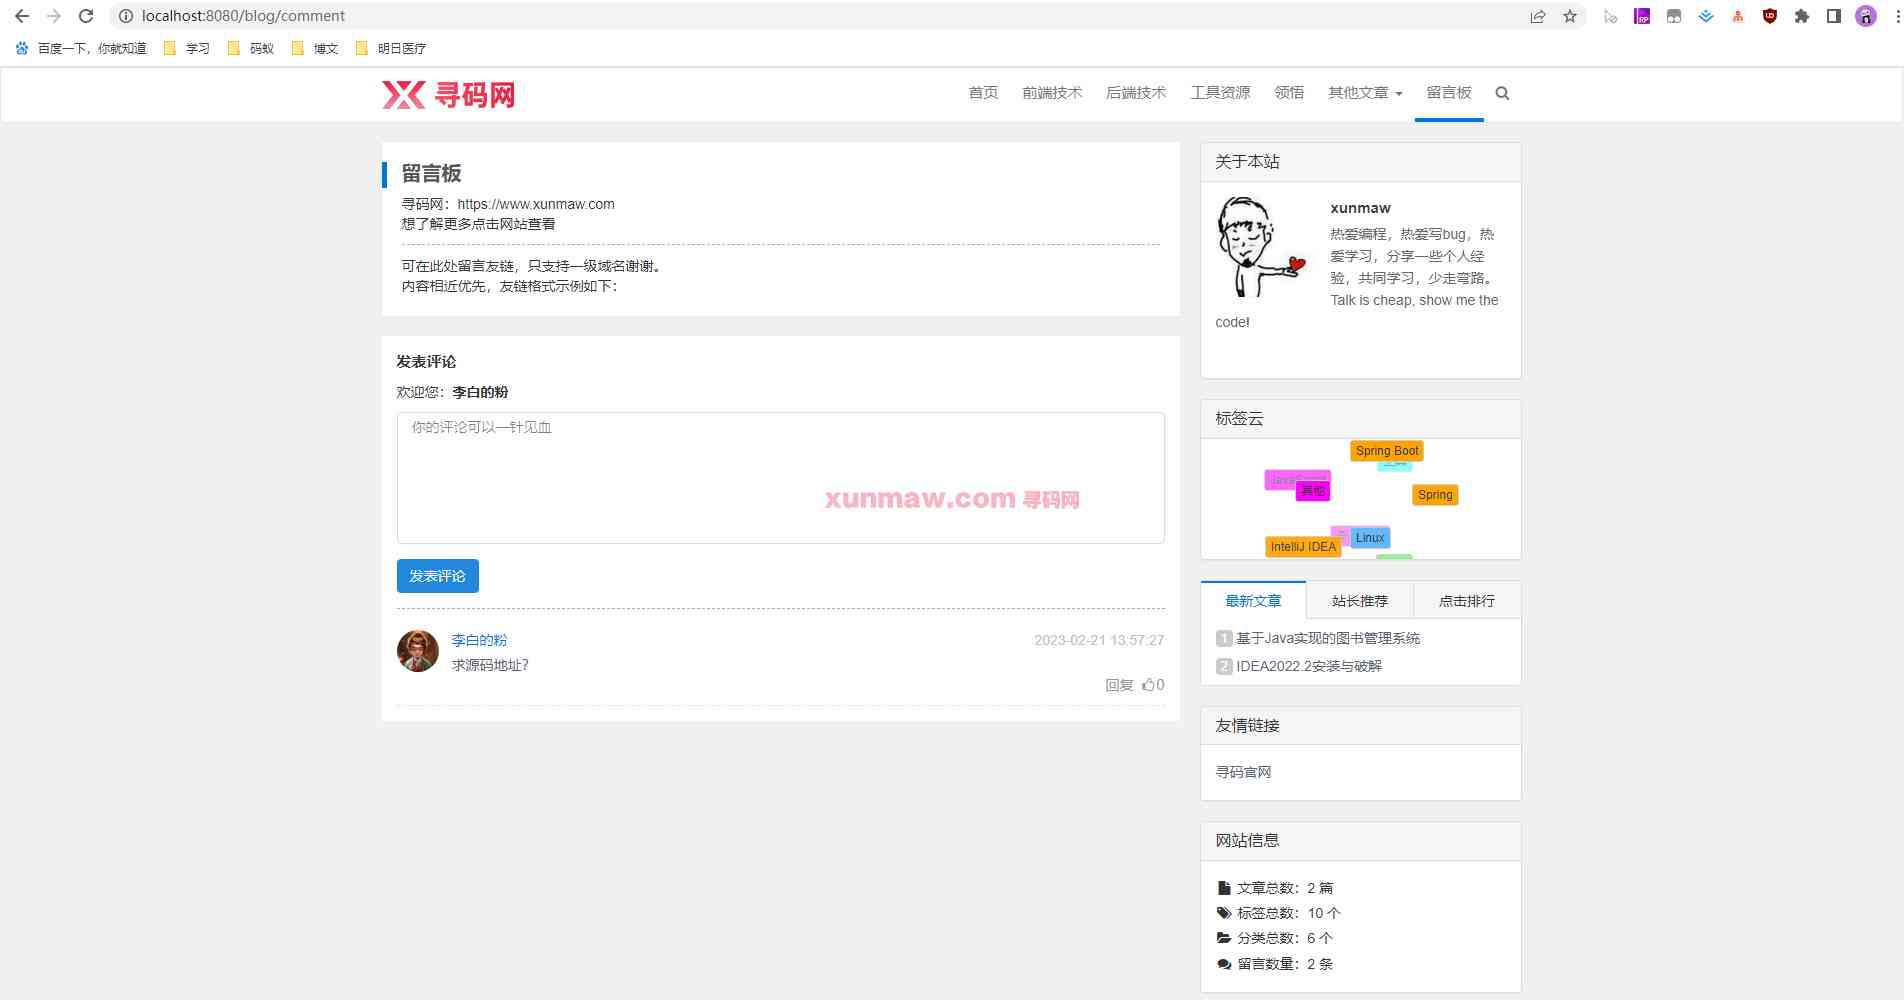 localhost:8080/blog/comment
百度一下，你就知道 学习 码蚁 博文 明日医疗
寻码网
首页 前端技术 后端技术 工具资源 领悟 其他文章 留言板
留言板
寻码网：https://www.xunmaw.com
想了解更多点击网站查看
可在此处留言友链，只支持一级域名谢谢。
内容相近优先，友链格式示例如下：
发表评论
欢迎您：李白的粉
你的评论可以一针见血
xunmaw.com 寻码网
发表评论
李白的粉 2023-02-21 13:57:27
求源码地址?
回复 0
关于本站
xunmaw
热爱编程，热爱写bug，热
爱学习，分享一些个人经
验，共同学习，少走弯路。
Talk is cheap, show me the
code!
标签云
Spring Boot
其他
Spring
Linux
IntelliJ IDEA
最新文章 站长推荐 点击排行
1 基于Java实现的图书管理系统
2 IDEA2022.2安装与破解
友情链接
寻码官网
网站信息
文章总数：2 篇
标签总数：10 个
分类总数：6 个
留言数量：2 条